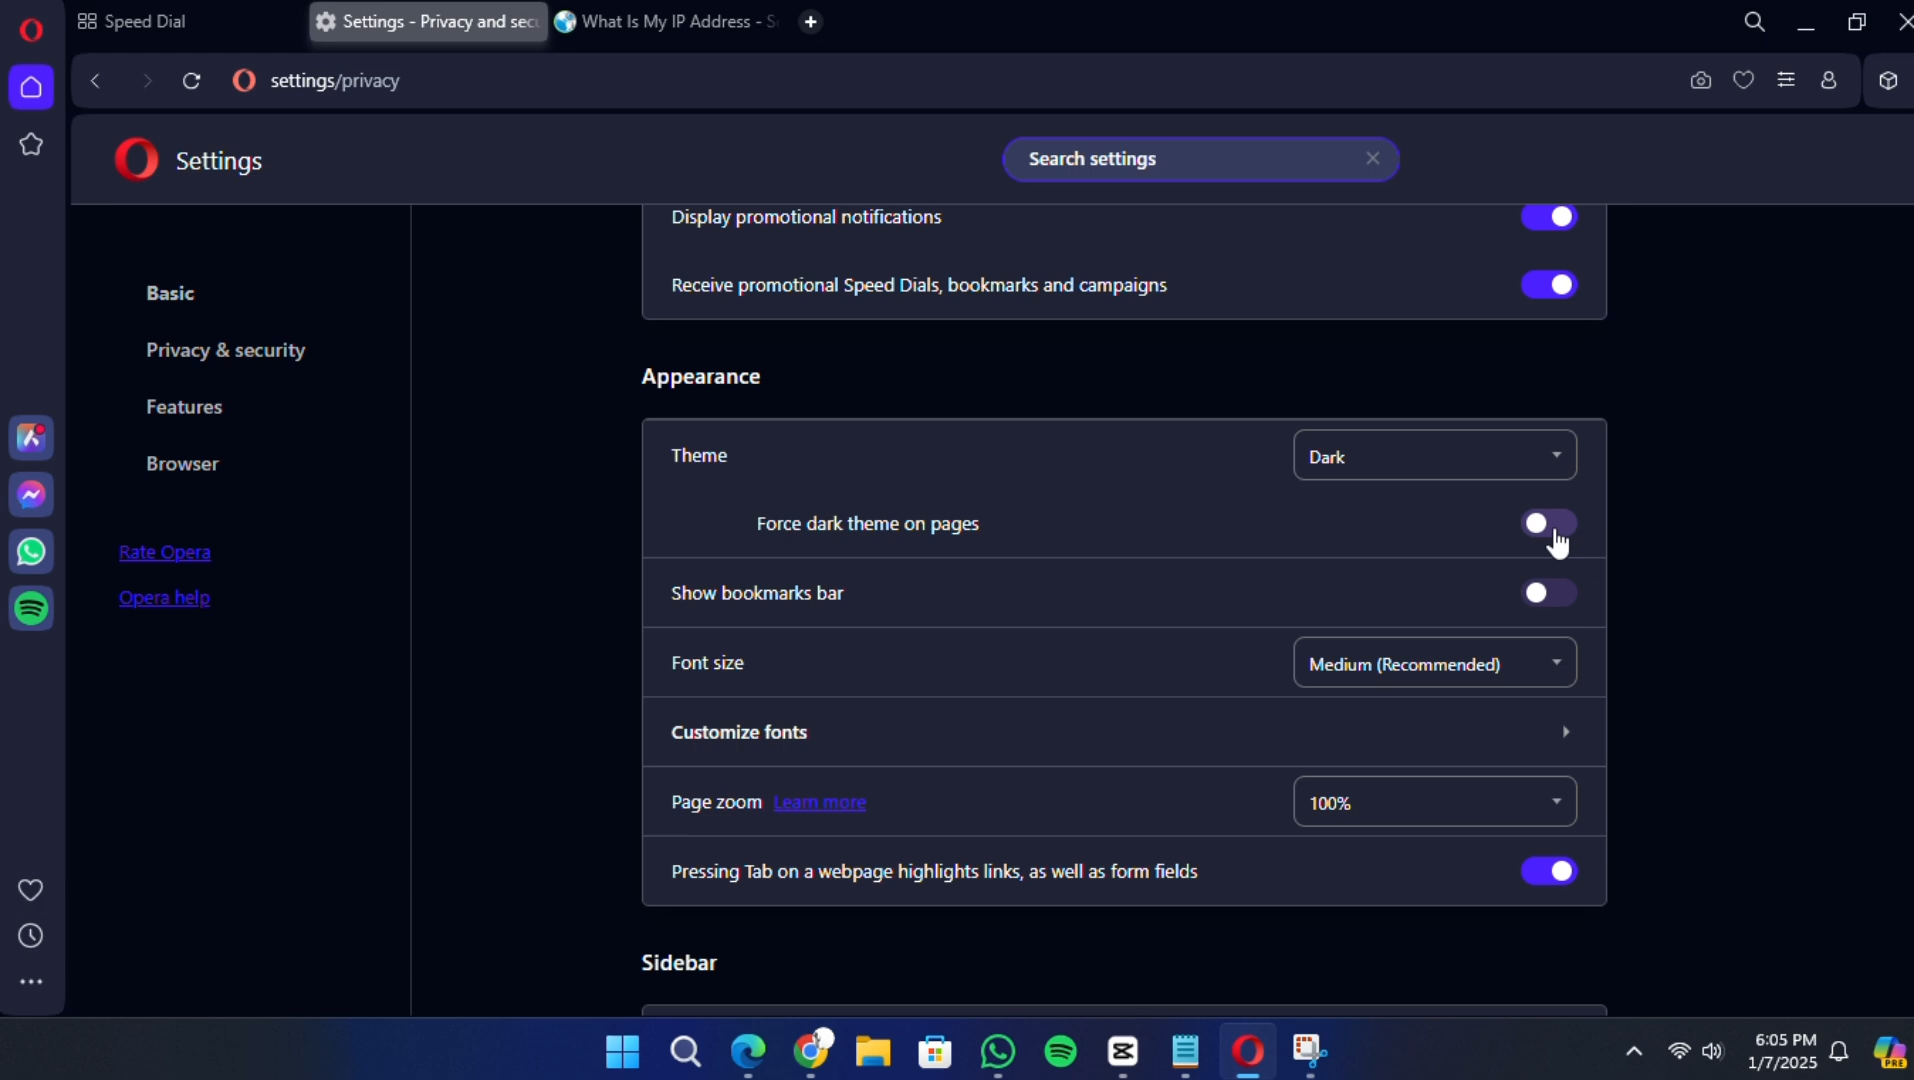 Speed Dial
Settings - Privacy and sec
What Is My IP Address - S
settings/privacy
Settings
Search settings
Display promotional notifications
Receive promotional Speed Dials, bookmarks and campaigns
Basic
Privacy & security
Features
Browser
Rate Opera
Opera help
Appearance
Theme
Dark
Force dark theme on pages
Show bookmarks bar
Font size
Medium (Recommended)
Customize fonts
Page zoom Learn more
100%
Pressing Tab on a webpage highlights links, as well as form fields
Sidebar
6:05 PM
1/7/2025
PRE